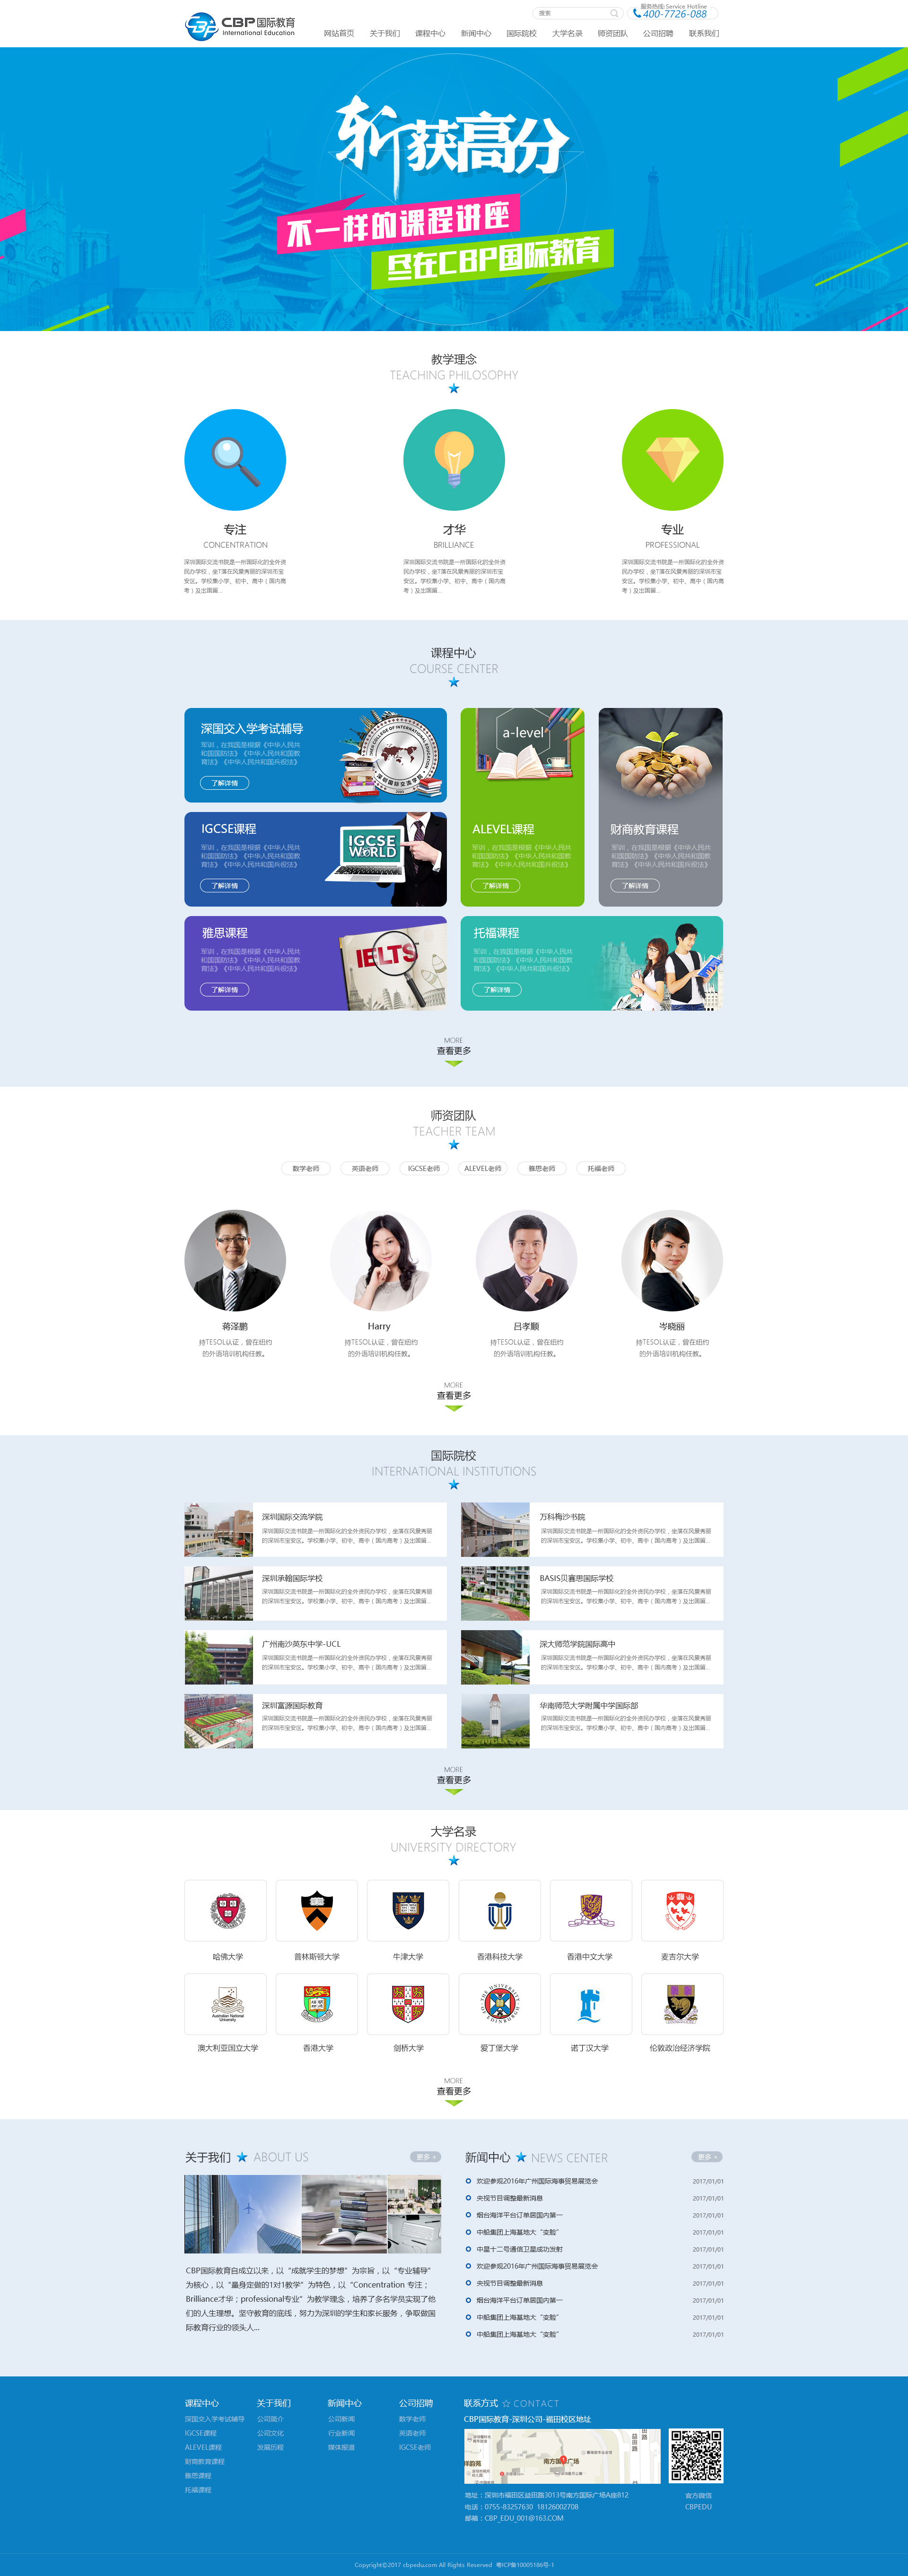 CBP国际教育
International Education
搜索
服务热线·Service Hotline
400-7726-088
网站首页 关于我们 课程中心 新闻中心 国际院校 大学名录 师资团队 公司招聘 联系我们
斩获高分
不一样的课程讲座
尽在CBP国际教育
教学理念
TEACHING PHILOSOPHY
专注
CONCENTRATION
深圳国际交流书院是一所国际化的全外资
民办学校，坐T落在风景秀丽的深圳市宝
安区。学校集小学、初中、高中（国内高
考）及出国留...
才华
BRILLIANCE
深圳国际交流书院是一所国际化的全外资
民办学校，坐T落在风景秀丽的深圳市宝
安区。学校集小学、初中、高中（国内高
考）及出国留...
专业
PROFESSIONAL
深圳国际交流书院是一所国际化的全外资
民办学校，坐T落在风景秀丽的深圳市宝
安区。学校集小学、初中、高中（国内高
考）及出国留...
课程中心
COURSE CENTER
深国交入学考试辅导
军训，在我国是根据《中华人民共
和国国防法》《中华人民共和国教
育法》《中华人民共和国兵役法》
了解详情
IGCSE课程
军训，在我国是根据《中华人民共
和国国防法》《中华人民共和国教
育法》《中华人民共和国兵役法》
了解详情
IGCSE
WORLD
a-level
ALEVEL课程
军训，在我国是根据《中华人民共
和国国防法》《中华人民共和国教
育法》《中华人民共和国兵役法》
了解详情
财商教育课程
军训，在我国是根据《中华人民共
和国国防法》《中华人民共和国教
育法》《中华人民共和国兵役法》
了解详情
雅思课程
军训，在我国是根据《中华人民共
和国国防法》《中华人民共和国教
育法》《中华人民共和国兵役法》
了解详情
IELTS
托福课程
军训，在我国是根据《中华人民共
和国国防法》《中华人民共和国教
育法》《中华人民共和国兵役法》
了解详情
MORE
查看更多
师资团队
TEACHER TEAM
数学老师 英语老师 IGCSE老师 ALEVEL老师 雅思老师 托福老师
蒋泽鹏
持TESOL认证，曾在纽约
的外语培训机构任教。
Harry
持TESOL认证，曾在纽约
的外语培训机构任教。
吕孝顺
持TESOL认证，曾在纽约
的外语培训机构任教。
岑晓丽
持TESOL认证，曾在纽约
的外语培训机构任教。
MORE
查看更多
国际院校
INTERNATIONAL INSTITUTIONS
深圳国际交流学院
深圳国际交流书院是一所国际化的全外资民办学校，坐落在风景秀丽
的深圳市宝安区。学校集小学、初中、高中（国内高考）及出国留...
万科梅沙书院
深圳国际交流书院是一所国际化的全外资民办学校，坐落在风景秀丽
的深圳市宝安区。学校集小学、初中、高中（国内高考）及出国留...
深圳承翰国际学校
深圳国际交流书院是一所国际化的全外资民办学校，坐落在风景秀丽
的深圳市宝安区。学校集小学、初中、高中（国内高考）及出国留...
BASIS贝赛思国际学校
深圳国际交流书院是一所国际化的全外资民办学校，坐落在风景秀丽
的深圳市宝安区。学校集小学、初中、高中（国内高考）及出国留...
广州南沙英东中学-UCL
深圳国际交流书院是一所国际化的全外资民办学校，坐落在风景秀丽
的深圳市宝安区。学校集小学、初中、高中（国内高考）及出国留...
深大师范学院国际高中
深圳国际交流书院是一所国际化的全外资民办学校，坐落在风景秀丽
的深圳市宝安区。学校集小学、初中、高中（国内高考）及出国留...
深圳富源国际教育
深圳国际交流书院是一所国际化的全外资民办学校，坐落在风景秀丽
的深圳市宝安区。学校集小学、初中、高中（国内高考）及出国留...
华南师范大学附属中学国际部
深圳国际交流书院是一所国际化的全外资民办学校，坐落在风景秀丽
的深圳市宝安区。学校集小学、初中、高中（国内高考）及出国留...
MORE
查看更多
大学名录
UNIVERSITY DIRECTORY
哈佛大学 普林斯顿大学 牛津大学 香港科技大学 香港中文大学 麦吉尔大学
Australian National
University
澳大利亚国立大学 香港大学 剑桥大学 爱丁堡大学 诺丁汉大学 伦敦政治经济学院
MORE
查看更多
关于我们 ABOUT US 更多 +
CBP国际教育自成立以来，以“成就学生的梦想”为宗旨，以“专业辅导”
为核心，以“量身定做的1对1教学”为特色，以“Concentration 专注；
Brilliance才华；professional专业”为教学理念，培养了多名学员实现了他
们的人生理想。坚守教育的底线，努力为深圳的学生和家长服务，争取做国
际教育行业的领头人...
新闻中心 NEWS CENTER 更多 +
欢迎参观2016年广州国际海事贸易展览会 2017/01/01
央视节目调整最新消息 2017/01/01
烟台海洋平台订单居国内第一 2017/01/01
中船集团上海基地大“变脸” 2017/01/01
中星十二号通信卫星成功发射 2017/01/01
欢迎参观2016年广州国际海事贸易展览会 2017/01/01
央视节目调整最新消息 2017/01/01
烟台海洋平台订单居国内第一 2017/01/01
中船集团上海基地大“变脸” 2017/01/01
中船集团上海基地大“变脸” 2017/01/01
课程中心
深国交入学考试辅导
IGCSE课程
ALEVEL课程
财商教育课程
雅思课程
托福课程
关于我们
公司简介
公司文化
发展历程
新闻中心
公司新闻
行业新闻
媒体报道
公司招聘
数学老师
英语老师
IGCSE老师
联系方式 CONTACT
CBP国际教育-深圳公司-福田校区地址
南方国际广场
益田路
地址：深圳市福田区益田路3013号南方国际广场A座812
电话：0755-83257630 18126002708
邮箱：CBP_EDU_001@163.COM
官方微信
CBPEDU
Copyright©2017 cbpedu.com All Rights Reserved 粤ICP备10005186号-1